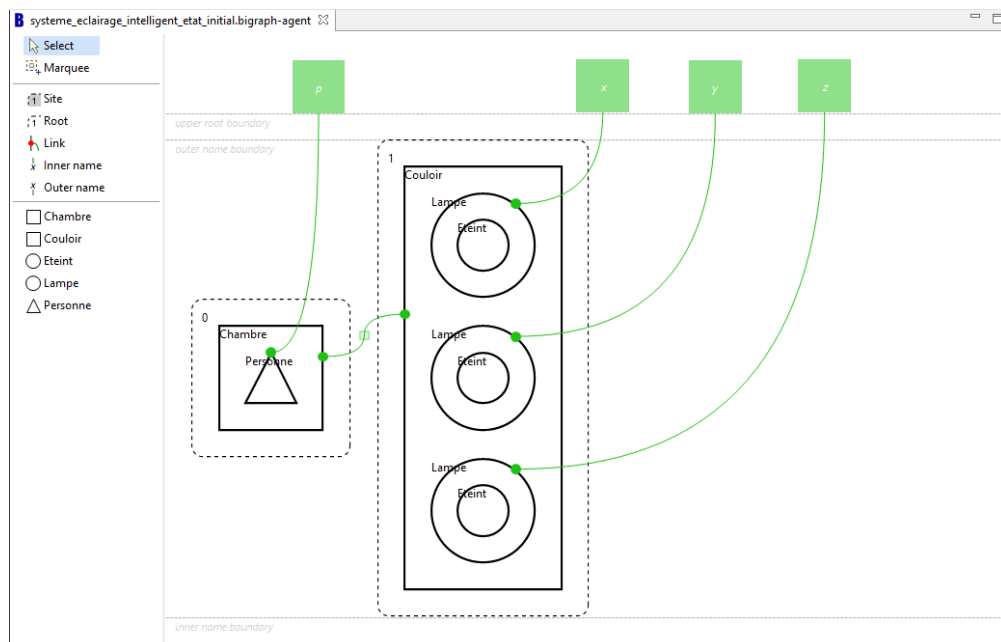 B systeme_eclairage_intelligent_etat_initial.bigraph-agent
Select
Marquee
Site
Root
Link
x Inner name
x Outer name
Chambre
Couloir
Eteint
Lampe
Personne
p
x
y
z
upper root boundary
outer name boundary
1
Couloir
Lampe
Eteint
0
Chambre
Personne
Lampe
Eteint
Lampe
Eteint
inner name boundary